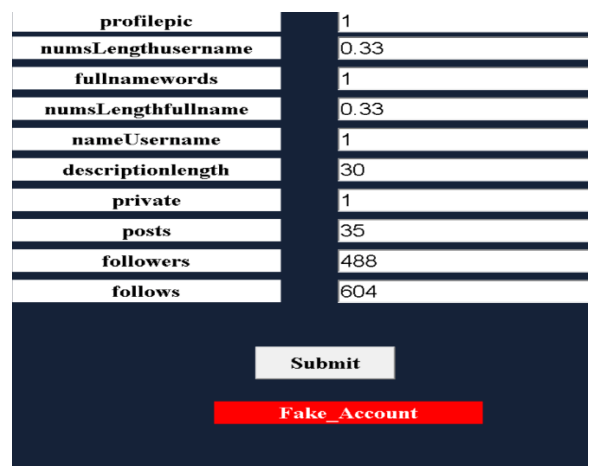 profilepic 1
numsLengthusername 0.33
fullnamewords 1
numsLengthfullname 0.33
nameUsername 1
descriptionlength 30
private 1
posts 35
followers 488
follows 604
Submit
Fake_Account